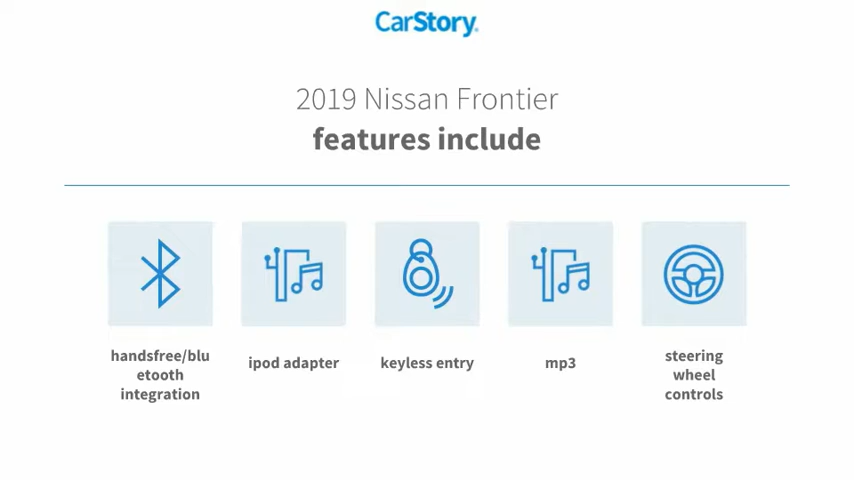 CarStory
2019 Nissan Frontier
features include
handsfree/blu
etooth
integration
ipod adapter
keyless entry
mp3
steering
wheel
controls